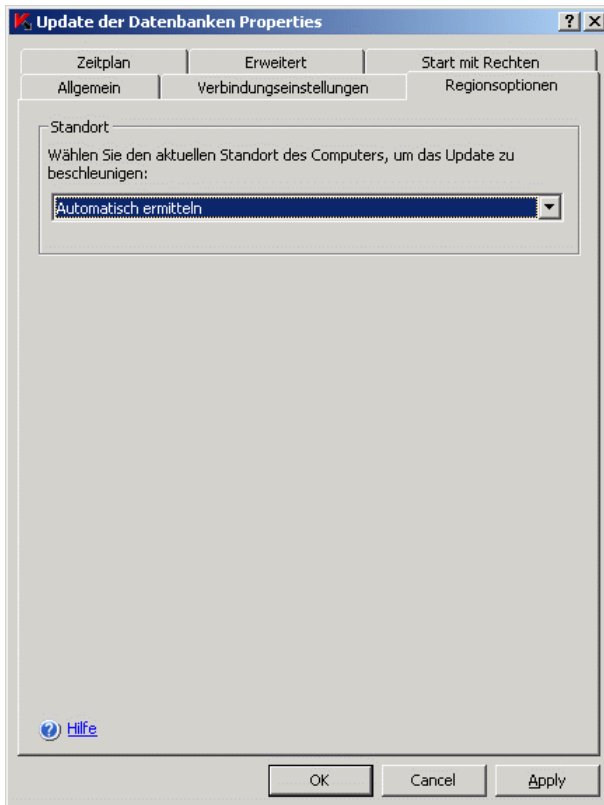 Update der Datenbanken Properties
Zeitplan Erweitert Start mit Rechten
Allgemein Verbindungseinstellungen Regionsoptionen
Standort
Wählen Sie den aktuellen Standort des Computers, um das Update zu
beschleunigen:
Automatisch ermitteln
Hilfe
OK Cancel Apply